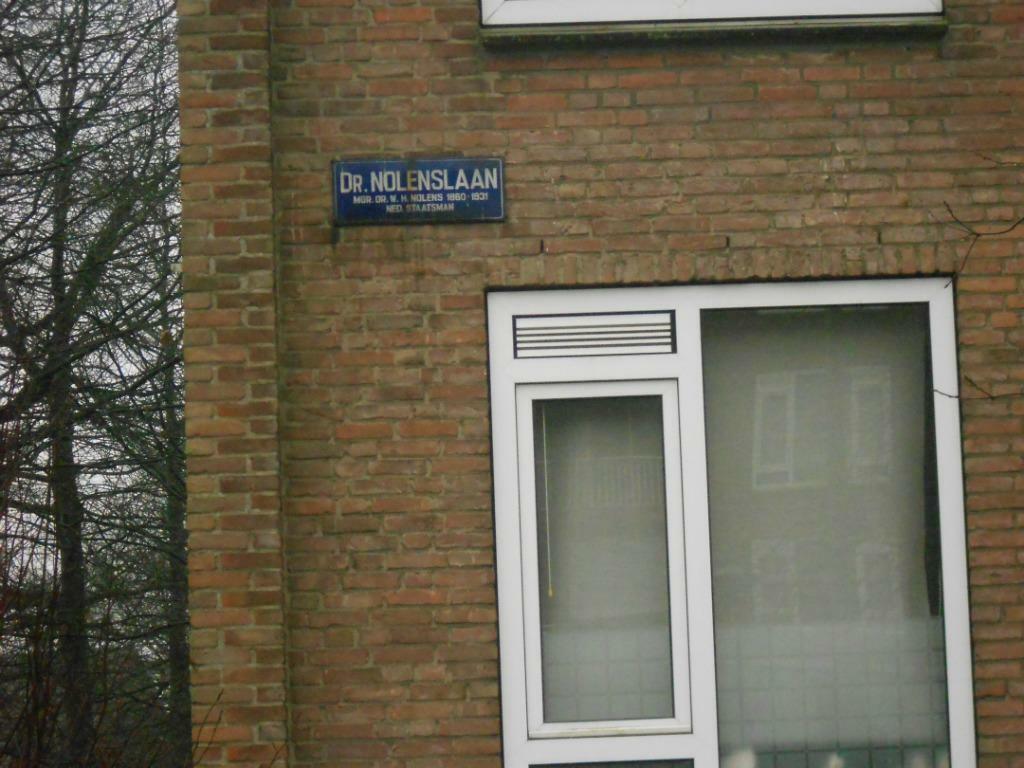 DR. NOLENSLAAN
MGR. DR. W. H. NOLENS 1860-1931
NED. STAATSMAN